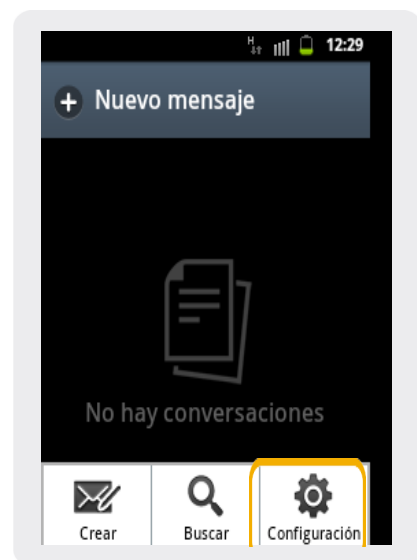 H 12:29
Nuevo mensaje
No hay conversaciones
Crear Buscar Configuración